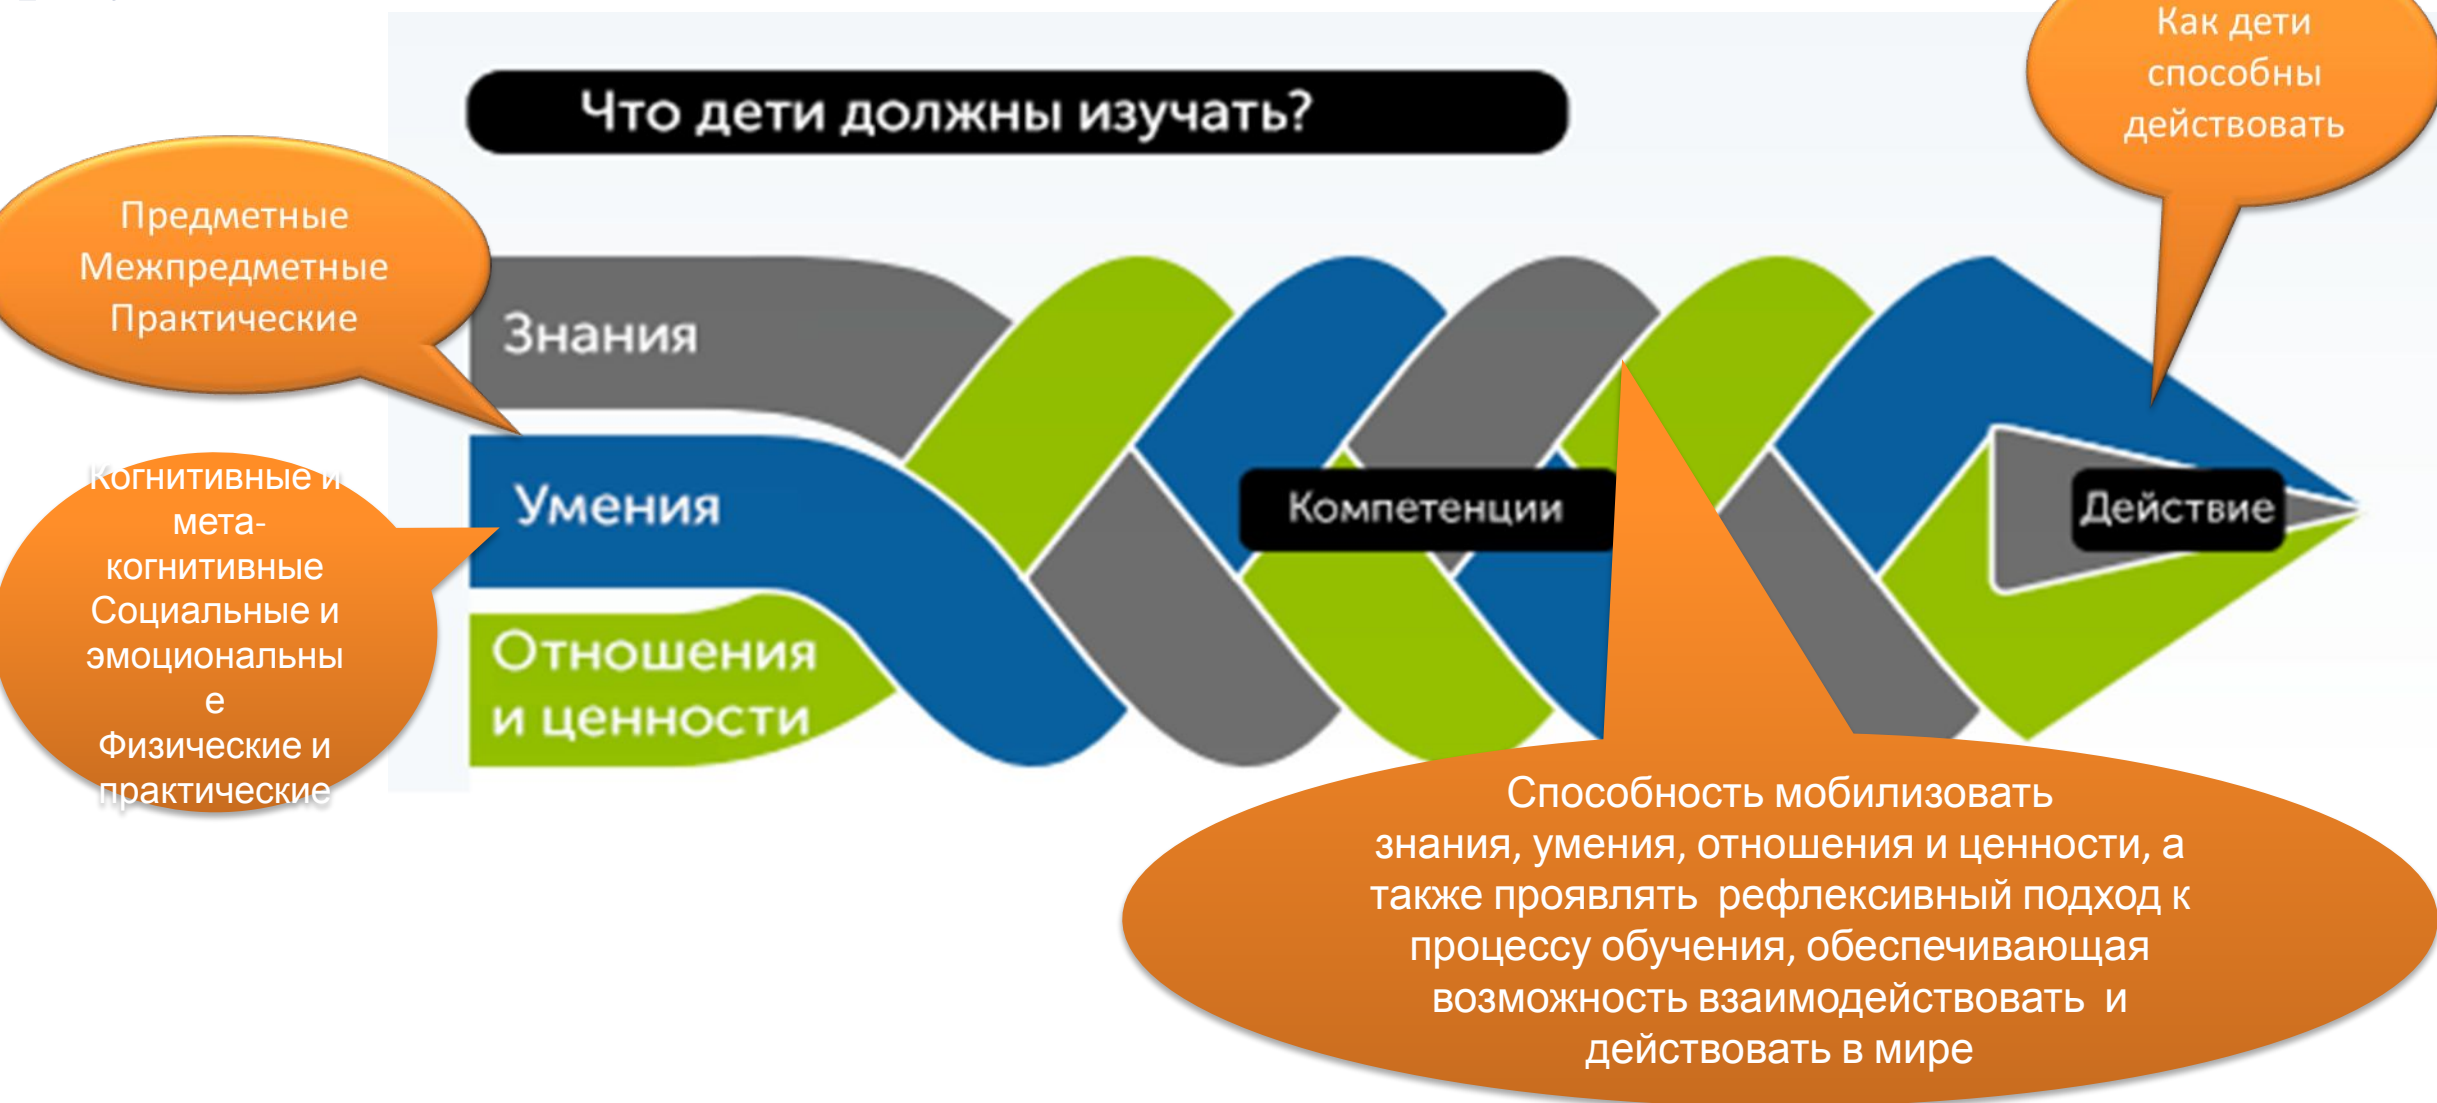 Как дети
способны
действовать
Что дети должны изучать?
Предметные
Межпредметные
Практические
Знания
Умения
Отношения
и ценности
Компетенции
Действие
Когнитивные и
мета-
когнитивные
Социальные и
эмоциональны
е
Физические и
практические
Способность мобилизовать
знания, умения, отношения и ценности, а
также проявлять рефлексивный подход к
процессу обучения, обеспечивающая
возможность взаимодействовать и
действовать в мире